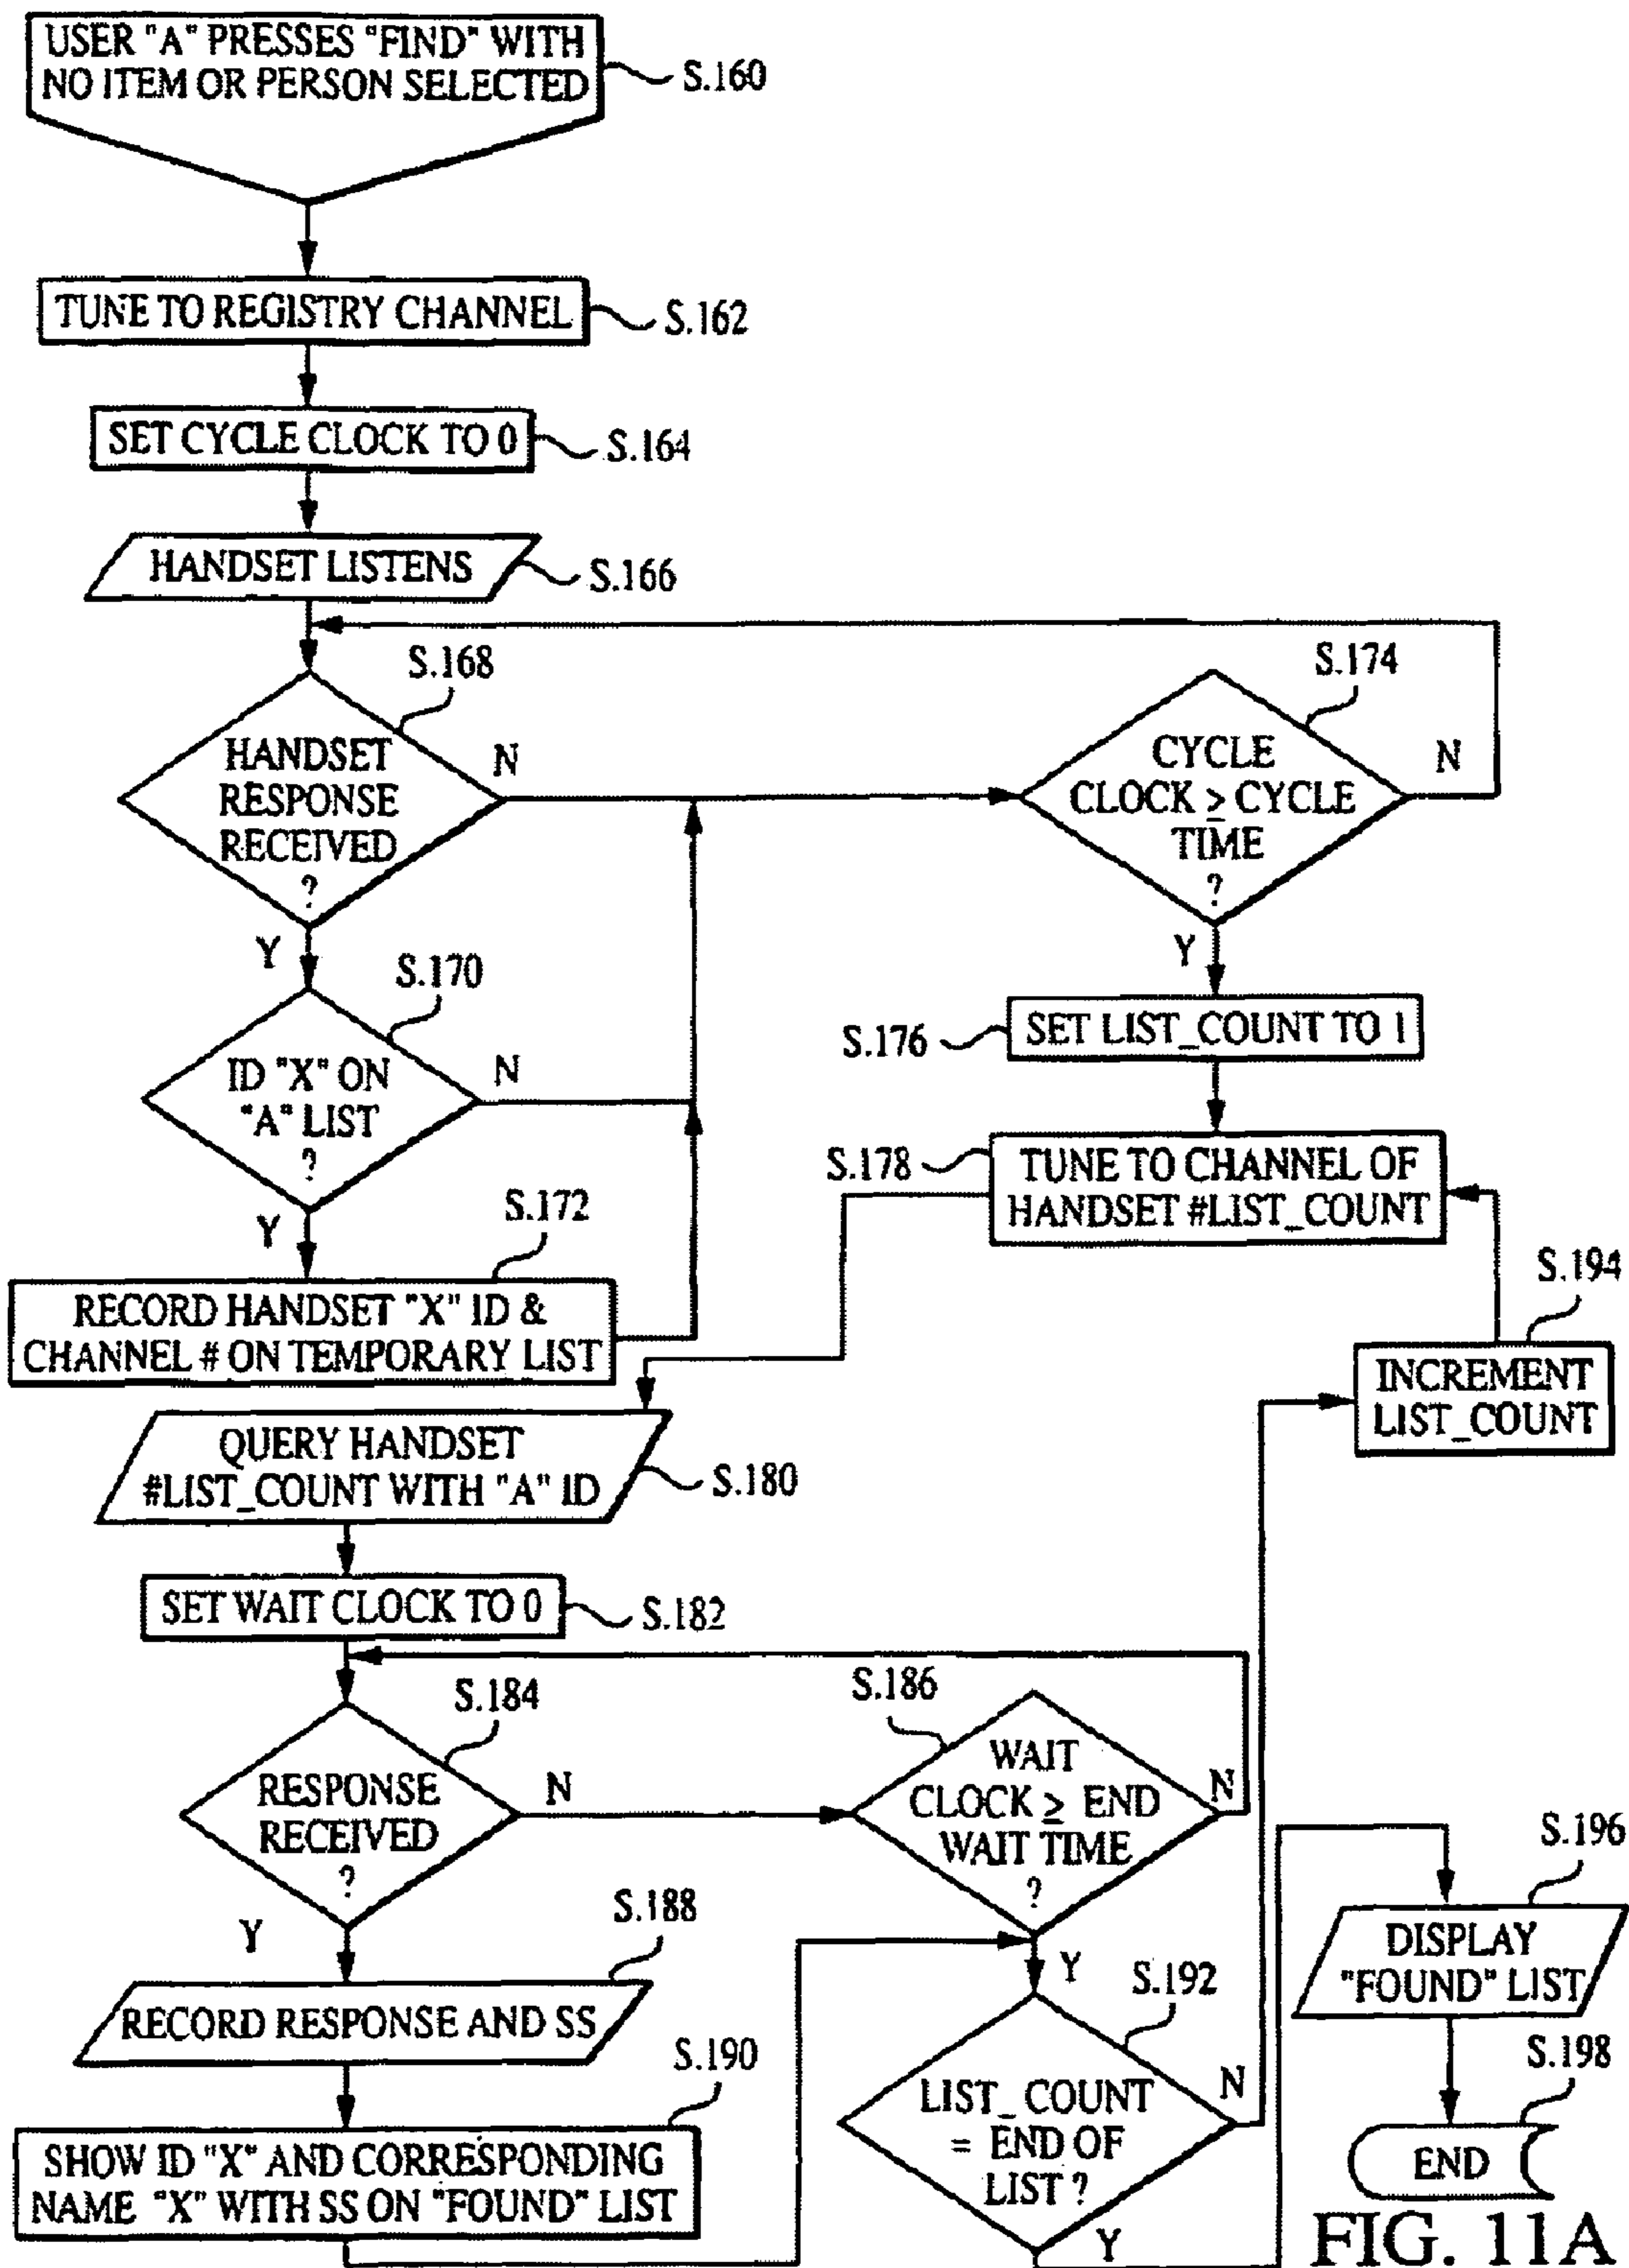 USER "A" PRESSES "FIND" WITH
NO ITEM OR PERSON SELECTED
S.160
TUNE TO REGISTRY CHANNEL
S.162
SET CYCLE CLOCK TO 0
S.164
HANDSET LISTENS
S.166
S.168
HANDSET
RESPONSE
RECEIVED
?
N
Y
S.174
CYCLE
CLOCK ≥ CYCLE
TIME
?
N
Y
S.170
ID "X" ON
"A" LIST
?
N
Y
S.176
SET LIST_COUNT TO 1
S.178
TUNE TO CHANNEL OF
HANDSET #LIST_COUNT
S.172
RECORD HANDSET "X" ID &
CHANNEL # ON TEMPORARY LIST
S.194
INCREMENT
LIST_COUNT
QUERY HANDSET
#LIST_COUNT WITH "A" ID
S.180
SET WAIT CLOCK TO 0
S.182
S.184
RESPONSE
RECEIVED
?
N
Y
S.186
WAIT
CLOCK ≥ END
WAIT TIME
?
N
Y
S.188
RECORD RESPONSE AND SS
S.190
SHOW ID "X" AND CORRESPONDING
NAME "X" WITH SS ON "FOUND" LIST
S.192
LIST_COUNT
= END OF
LIST ?
N
Y
S.196
DISPLAY
"FOUND" LIST
S.198
END
FIG. 11A